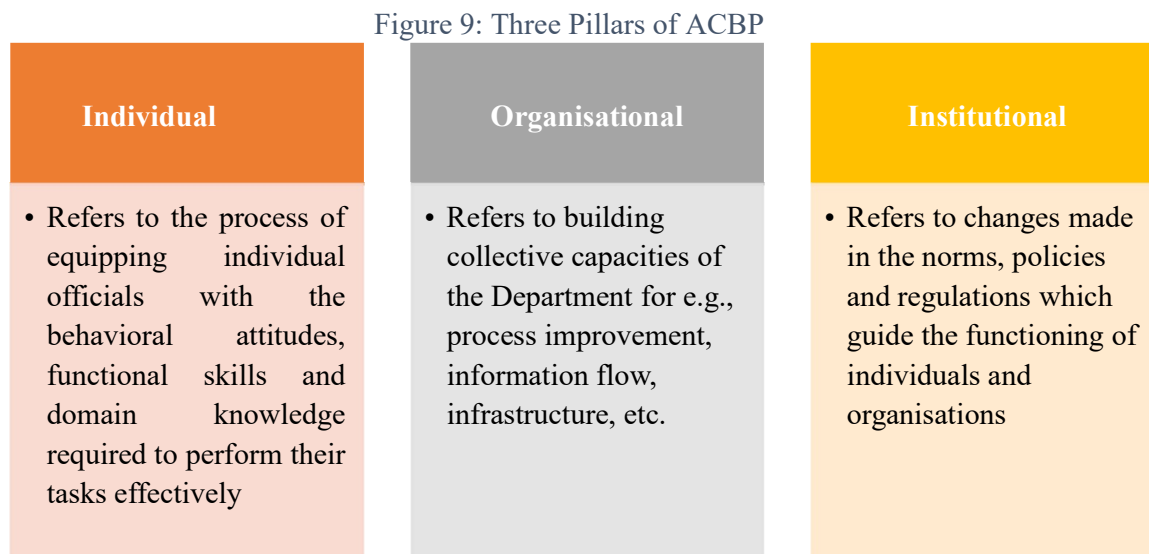 Figure 9: Three Pillars of ACBP
Individual
• Refers to the process of
equipping individual
officials with the
behavioral attitudes,
functional skills and
domain knowledge
required to perform their
tasks effectively
Organisational
• Refers to building
collective capacities of
the Department for e.g.,
process improvement,
information flow,
infrastructure, etc.
Institutional
• Refers to changes made
in the norms, policies
and regulations which
guide the functioning of
individuals and
organisations